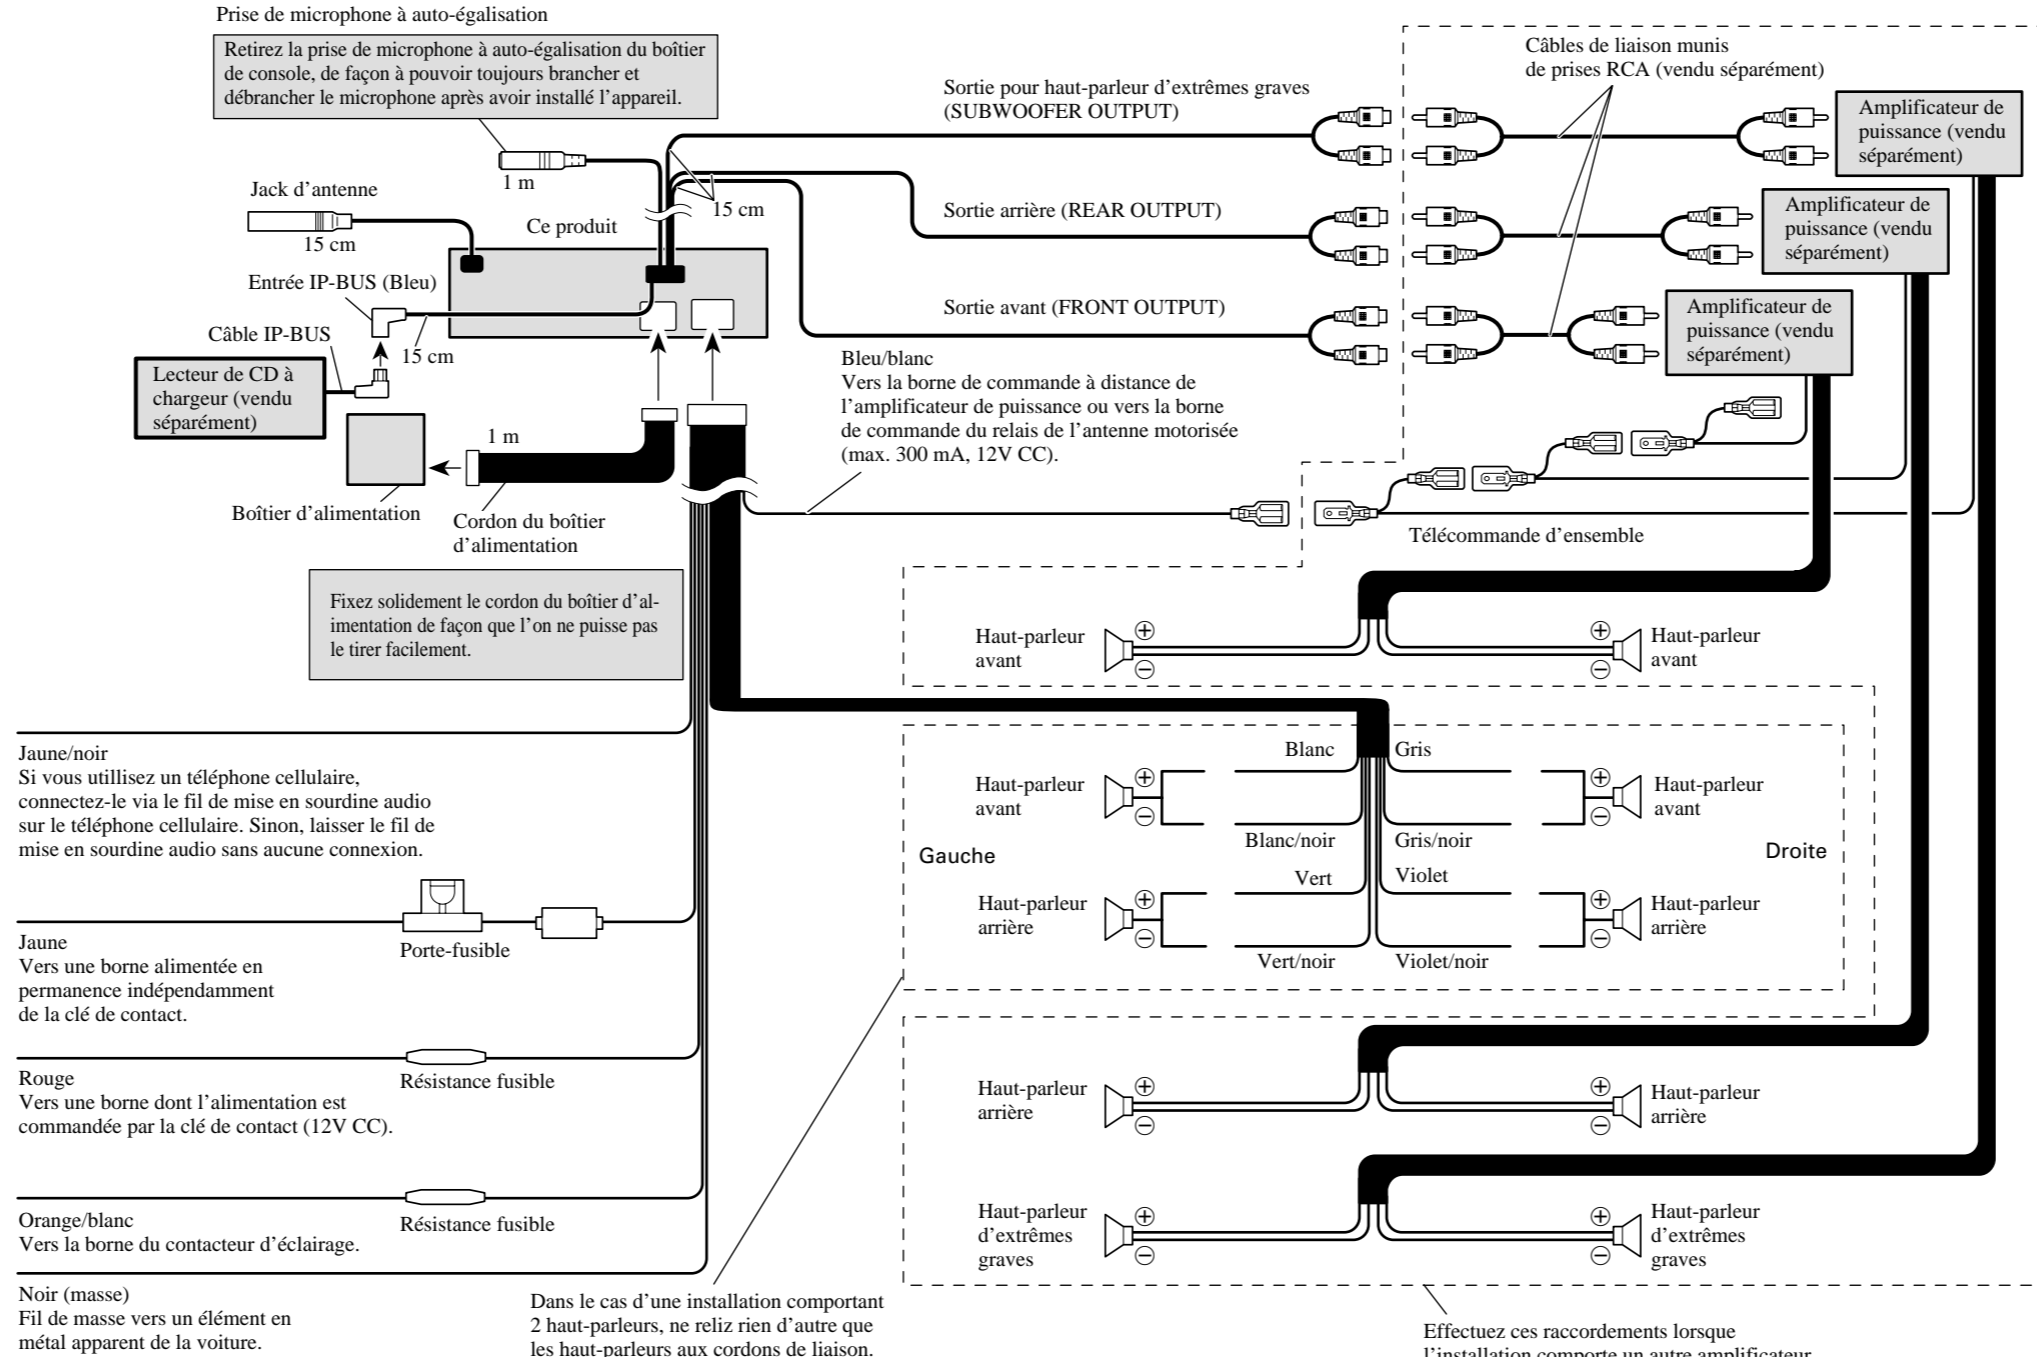 Prise de microphone à auto-égalisation
Retirez la prise de microphone à auto-égalisation du boîtier
de console, de façon à pouvoir toujours brancher et
débrancher le microphone après avoir installé l’appareil.
1 m
Jack d’antenne
15 cm
Ce produit
15 cm
Entrée IP-BUS (Bleu)
Câble IP-BUS
15 cm
Lecteur de CD à
chargeur (vendu
séparément)
1 m
Boîtier d’alimentation
Cordon du boîtier
d’alimentation
Fixez solidement le cordon du boîtier d’al-
imentation de façon que l’on ne puisse pas
le tirer facilement.
Sortie pour haut-parleur d’extrêmes graves
(SUBWOOFER OUTPUT)
Sortie arrière (REAR OUTPUT)
Sortie avant (FRONT OUTPUT)
Câbles de liaison munis
de prises RCA (vendu séparément)
Amplificateur de
puissance (vendu
séparément)
Amplificateur de
puissance (vendu
séparément)
Amplificateur de
puissance (vendu
séparément)
Bleu/blanc
Vers la borne de commande à distance de
l’amplificateur de puissance ou vers la borne
de commande du relais de l’antenne motorisée
(max. 300 mA, 12V CC).
Télécommande d’ensemble
Haut-parleur
avant
+
−
+
−
Haut-parleur
avant
Jaune/noir
Si vous utillisez un téléphone cellulaire,
connectez-le via le fil de mise en sourdine audio
sur le téléphone cellulaire. Sinon, laisser le fil de
mise en sourdine audio sans aucune connexion.
Porte-fusible
Jaune
Vers une borne alimentée en
permanence indépendamment
de la clé de contact.
Résistance fusible
Rouge
Vers une borne dont l’alimentation est
commandée par la clé de contact (12V CC).
Résistance fusible
Orange/blanc
Vers la borne du contacteur d’éclairage.
Noir (masse)
Fil de masse vers un élément en
métal apparent de la voiture.
Gauche
Droite
Haut-parleur
avant
+
−
Blanc
Blanc/noir
Gris
Gris/noir
+
−
Haut-parleur
avant
Haut-parleur
arrière
+
−
Vert
Vert/noir
Violet
Violet/noir
+
−
Haut-parleur
arrière
Haut-parleur
arrière
+
−
+
−
Haut-parleur
arrière
Haut-parleur
d’extrêmes
graves
+
−
+
−
Haut-parleur
d’extrêmes
graves
Dans le cas d’une installation comportant
2 haut-parleurs, ne reliz rien d’autre que
les haut-parleurs aux cordons de liaison.
Effectuez ces raccordements lorsque
l’installation comporte un autre amplificateur